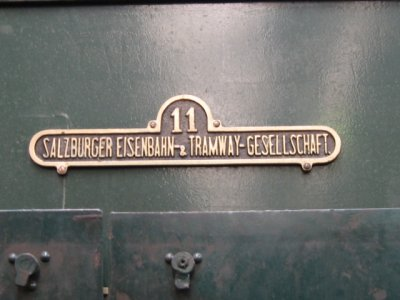 11
SALZBURGER EISENBAHN- & TRAMWAY-GESELLSCHAFT.